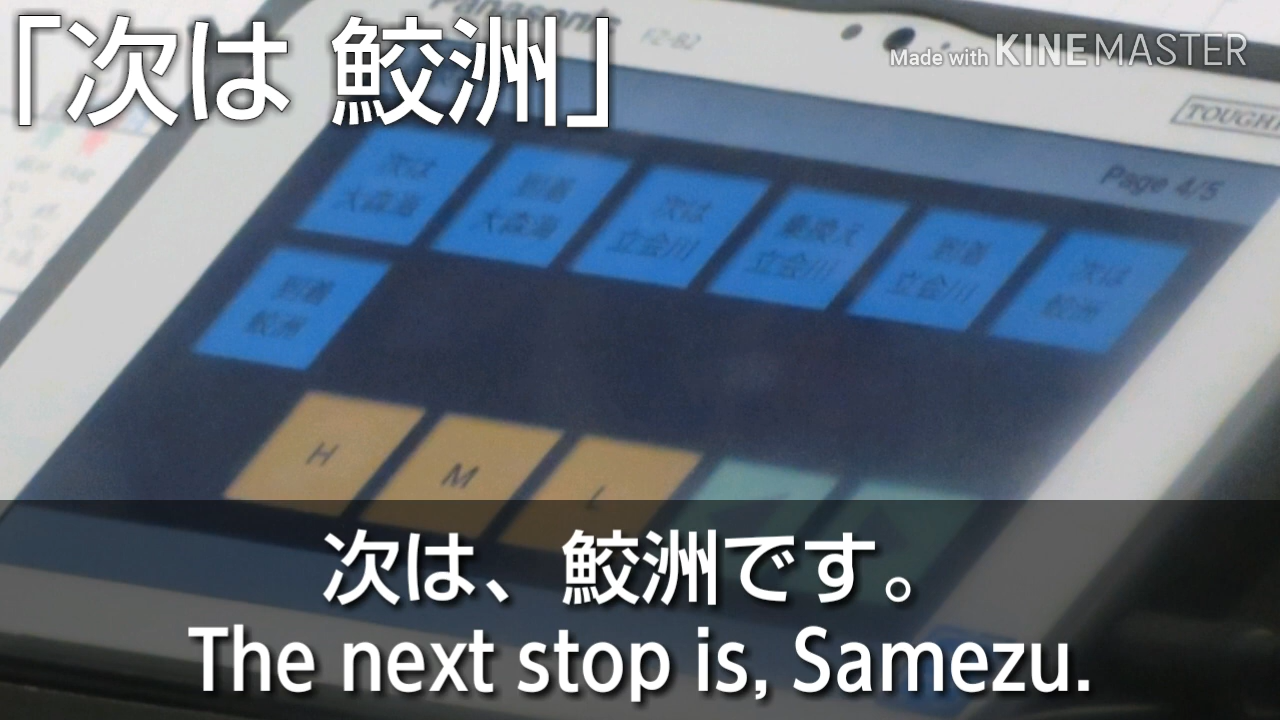 「次は 鮫洲」
Made with KINEMASTER
Panasonic
FZ-B2
TOUGH
Page 4/5
次は
大森海
到着
大森海
次は
立会川
乗換え
立会川
到着
立会川
次は
鮫洲
到着
鮫洲
H
M
L
次は、鮫洲です。
The next stop is, Samezu.